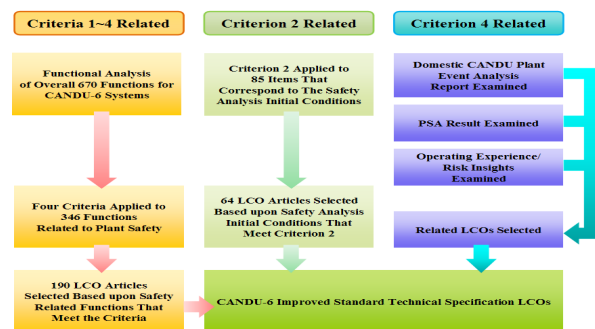 Criteria 1~4 Related
Functional Analysis
of Overall 670 Functions for
CANDU-6 Systems
Four Criteria Applied to
346 Functions
Related to Plant Safety
190 LCO Articles
Selected Based upon Safety
Related Functions That
Meet the Criteria
Criterion 2 Related
Criterion 2 Applied to
85 Items That
Correspond to The Safety
Analysis Initial Conditions
64 LCO Articles Selected
Based upon Safety Analysis
Initial Conditions That
Meet Criterion 2
Criterion 4 Related
Domestic CANDU Plant
Event Analysis
Report Examined
PSA Result Examined
Operating Experience/
Risk Insights
Examined
Related LCOs Selected
CANDU-6 Improved Standard Technical Specification LCOs